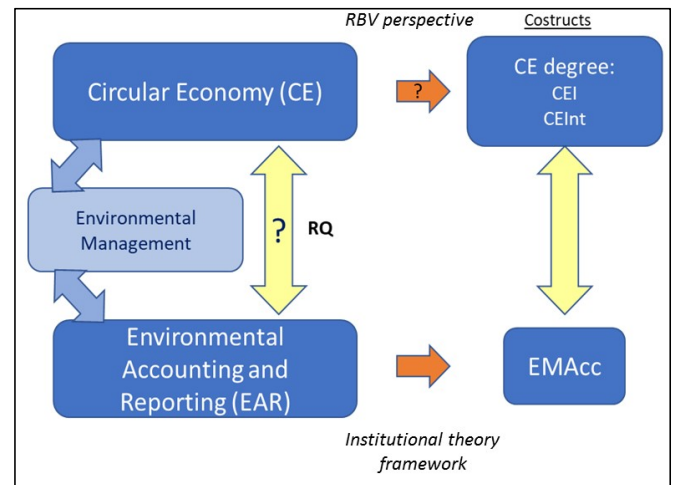 RBV perspective
Costructs
Circular Economy (CE)
?
CE degree:
CEI
CEInt
Environmental
Management
?
RQ
Environmental
Accounting and
Reporting (EAR)
EMAcc
Institutional theory
framework